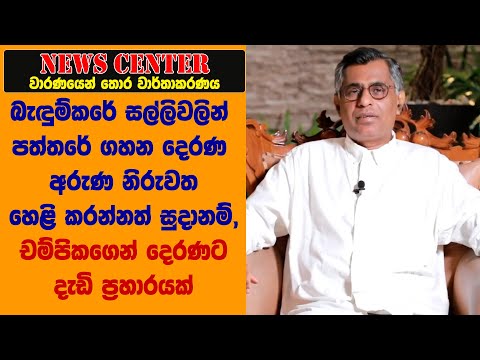 NEWS CENTER
වාරණයෙන් තොර වාර්තාකරණය
බැඳුම්කරේ සල්ලිවලින්
පත්තරේ ගහන දෙරණ
අරුණ නිරුවත
හෙළි කරන්නත් සුදානම්,
චම්පිකගෙන් දෙරණට
දැඩි ප්‍රහාරයක්